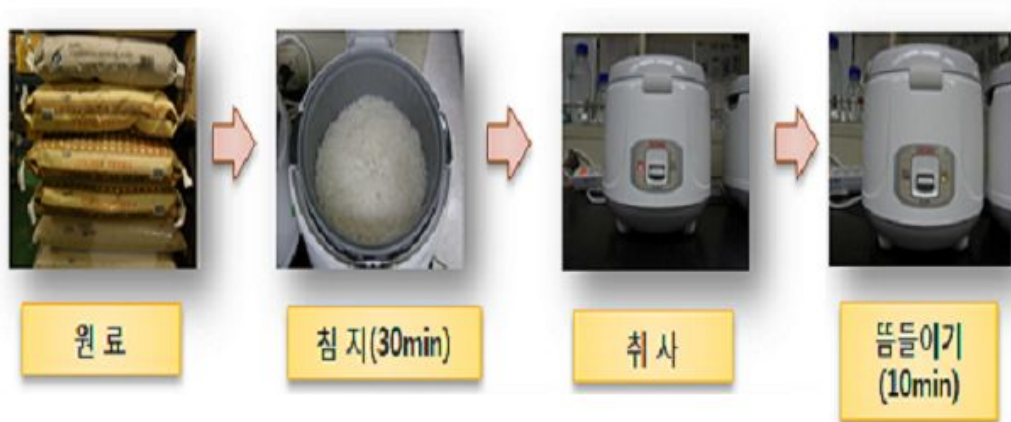 원 료
침 지(30min)
취 사
뜸들이기
(10min)